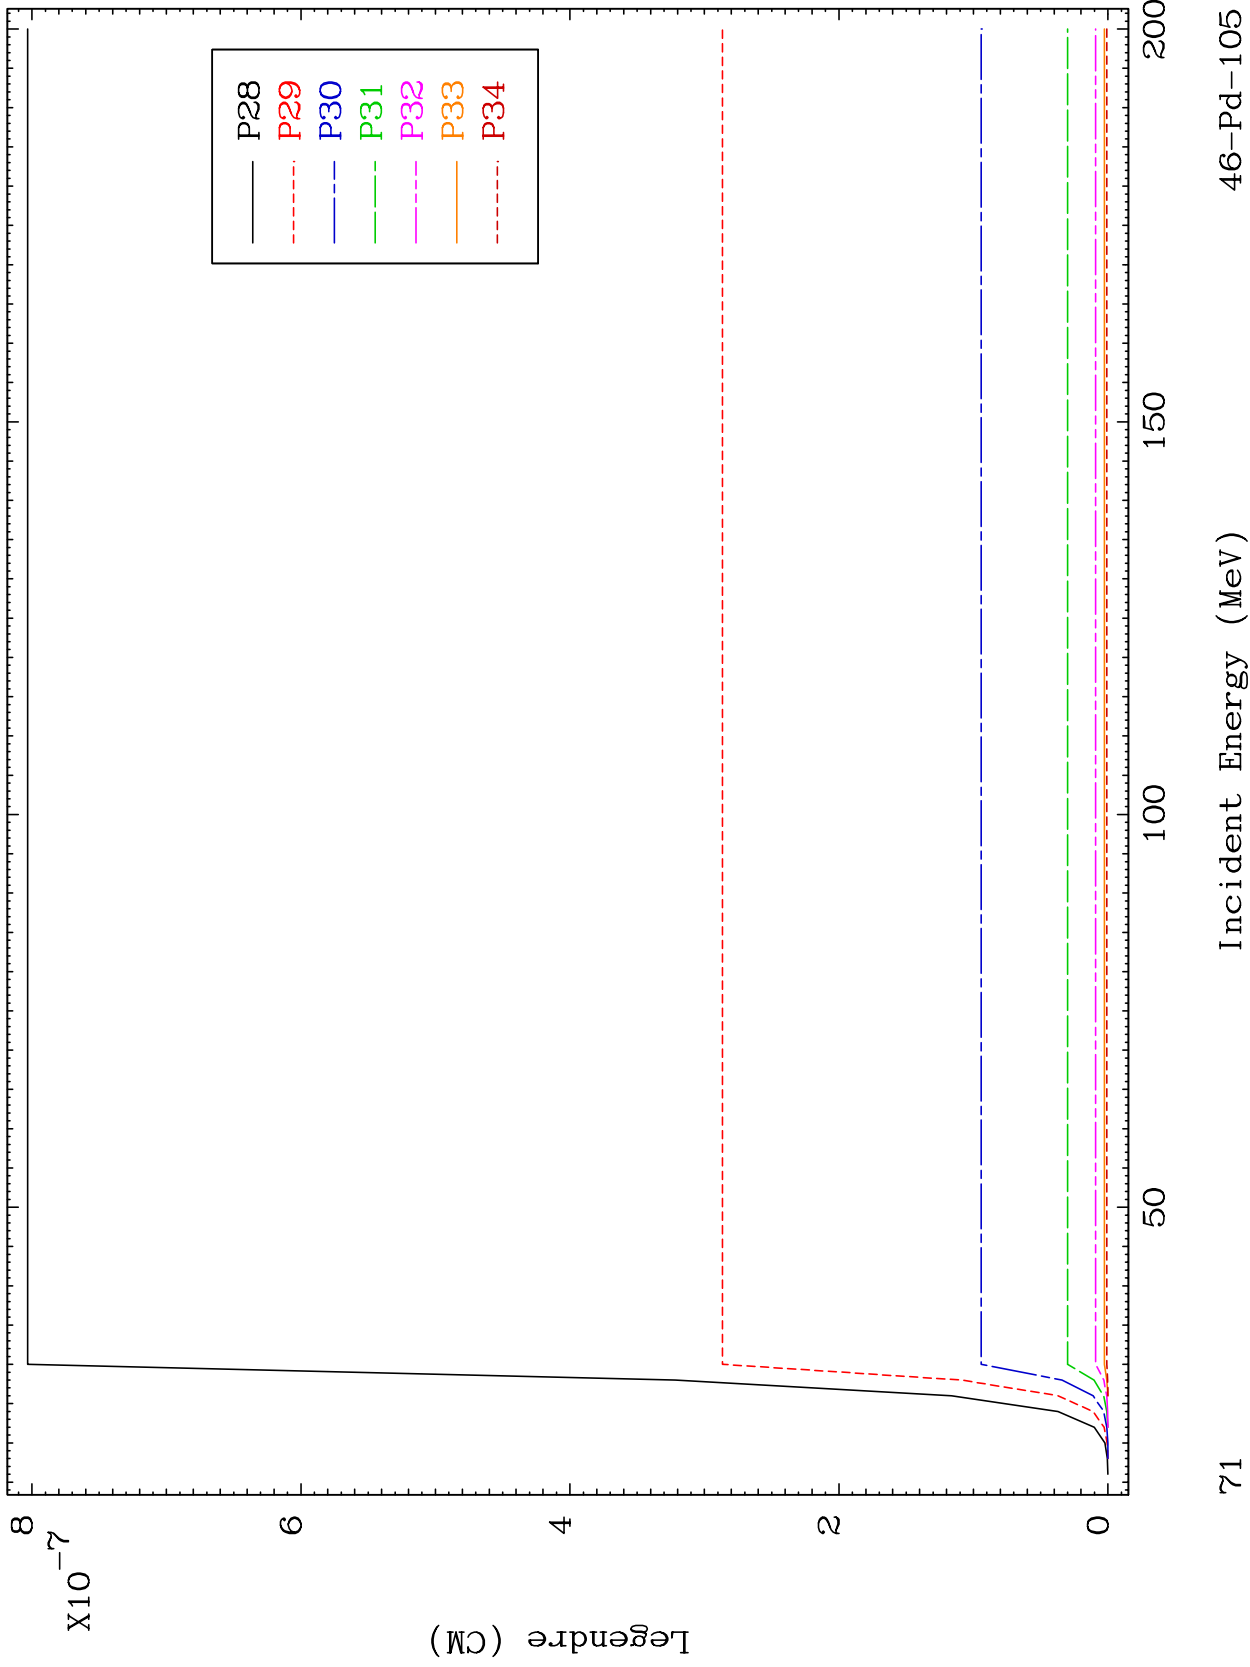 X10-7
8
6
4
2
0
Legendre (CM)
P28
P29
P30
P31
P32
P33
P34
50
100
150
200
Incident Energy (MeV)
71
46-Pd-105